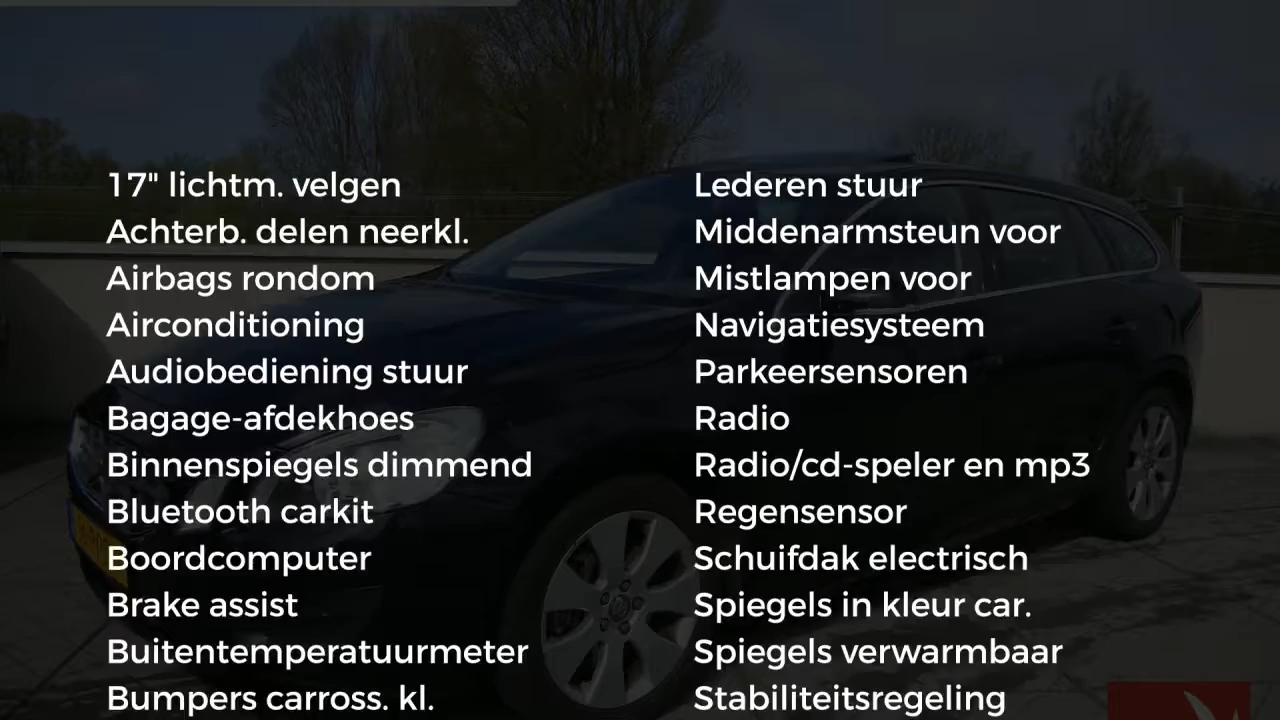 17" lichtm. velgen
Achterb. delen neerkl.
Airbags rondom
Airconditioning
Audiobediening stuur
Bagage-afdekhoes
Binnenspiegels dimmend
Bluetooth carkit
Boordcomputer
Brake assist
Buitentemperatuurmeter
Bumpers carross. kl.
Lederen stuur
Middenarmsteun voor
Mistlampen voor
Navigatiesysteem
Parkeersensoren
Radio
Radio/cd-speler en mp3
Regensensor
Schuifdak electrisch
Spiegels in kleur car.
Spiegels verwarmbaar
Stabiliteitsregeling